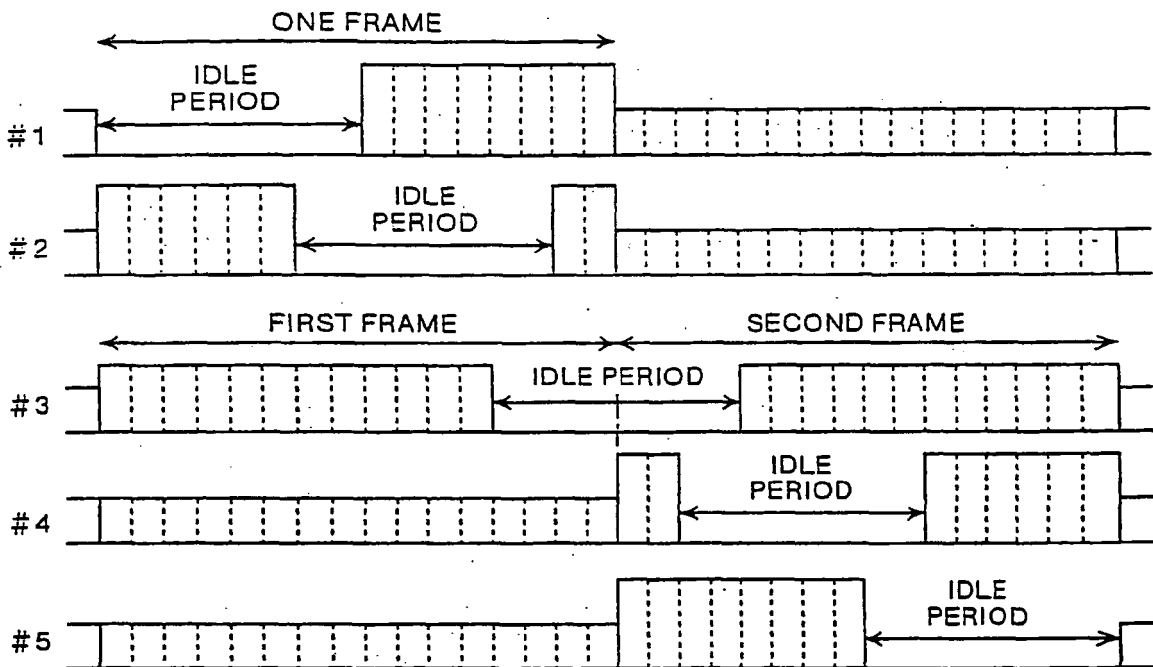 ONE FRAME
IDLE
PERIOD
#1
IDLE
PERIOD
#2
FIRST FRAME
SECOND FRAME
IDLE PERIOD
#3
IDLE
PERIOD
#4
IDLE
PERIOD
#5